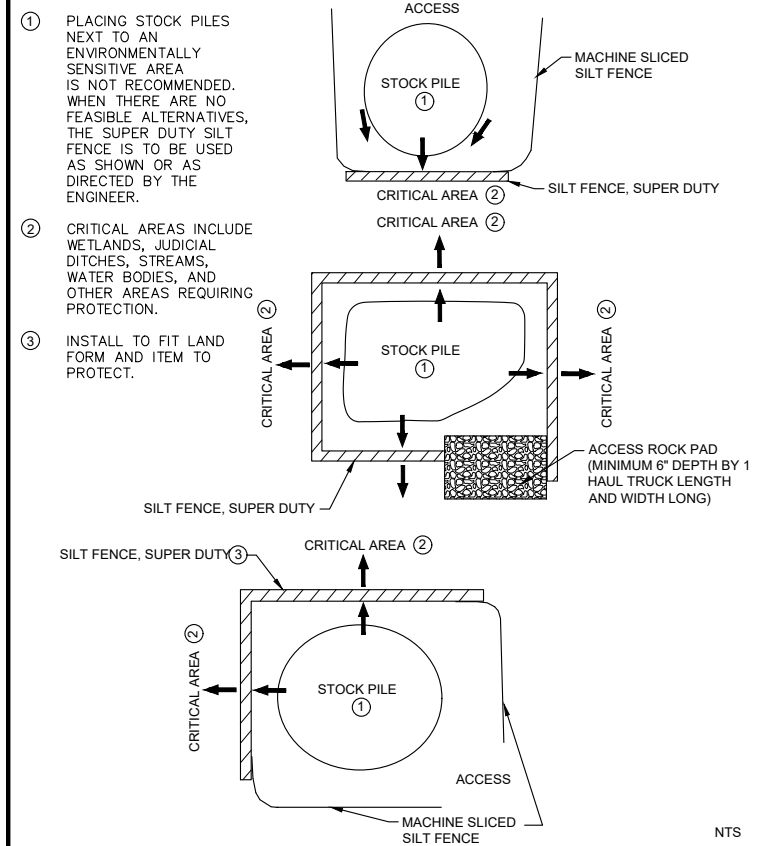 ① PLACING STOCK PILES
NEXT TO AN
ENVIRONMENTALLY
SENSITIVE AREA
IS NOT RECOMMENDED.
WHEN THERE ARE NO
FEASIBLE ALTERNATIVES,
THE SUPER DUTY SILT
FENCE IS TO BE USED
AS SHOWN OR AS
DIRECTED BY THE
ENGINEER.
② CRITICAL AREAS INCLUDE
WETLANDS, JUDICIAL
DITCHES, STREAMS,
WATER BODIES, AND
OTHER AREAS REQUIRING
PROTECTION.
③ INSTALL TO FIT LAND
FORM AND ITEM TO
PROTECT.
ACCESS
MACHINE SLICED
SILT FENCE
STOCK PILE
①
SILT FENCE, SUPER DUTY
CRITICAL AREA ②
CRITICAL AREA ②
CRITICAL AREA ②
STOCK PILE
①
CRITICAL AREA ②
ACCESS ROCK PAD
(MINIMUM 6" DEPTH BY 1
HAUL TRUCK LENGTH
AND WIDTH LONG)
SILT FENCE, SUPER DUTY
SILT FENCE, SUPER DUTY ③
CRITICAL AREA ②
CRITICAL AREA ②
STOCK PILE
①
ACCESS
MACHINE SLICED
SILT FENCE
NTS